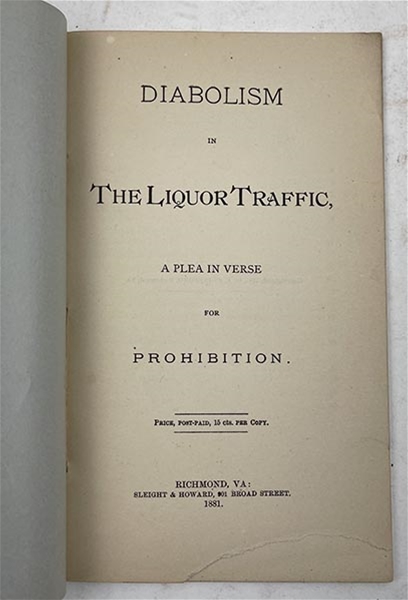 DIABOLISM
IN
THE LIQUOR TRAFFIC,
A PLEA IN VERSE
FOR
PROHIBITION.
PRICE, POST-PAID, 15 cts. PER COPY.
RICHMOND, VA:
SLEIGHT & HOWARD, 901 BROAD STREET.
1881.